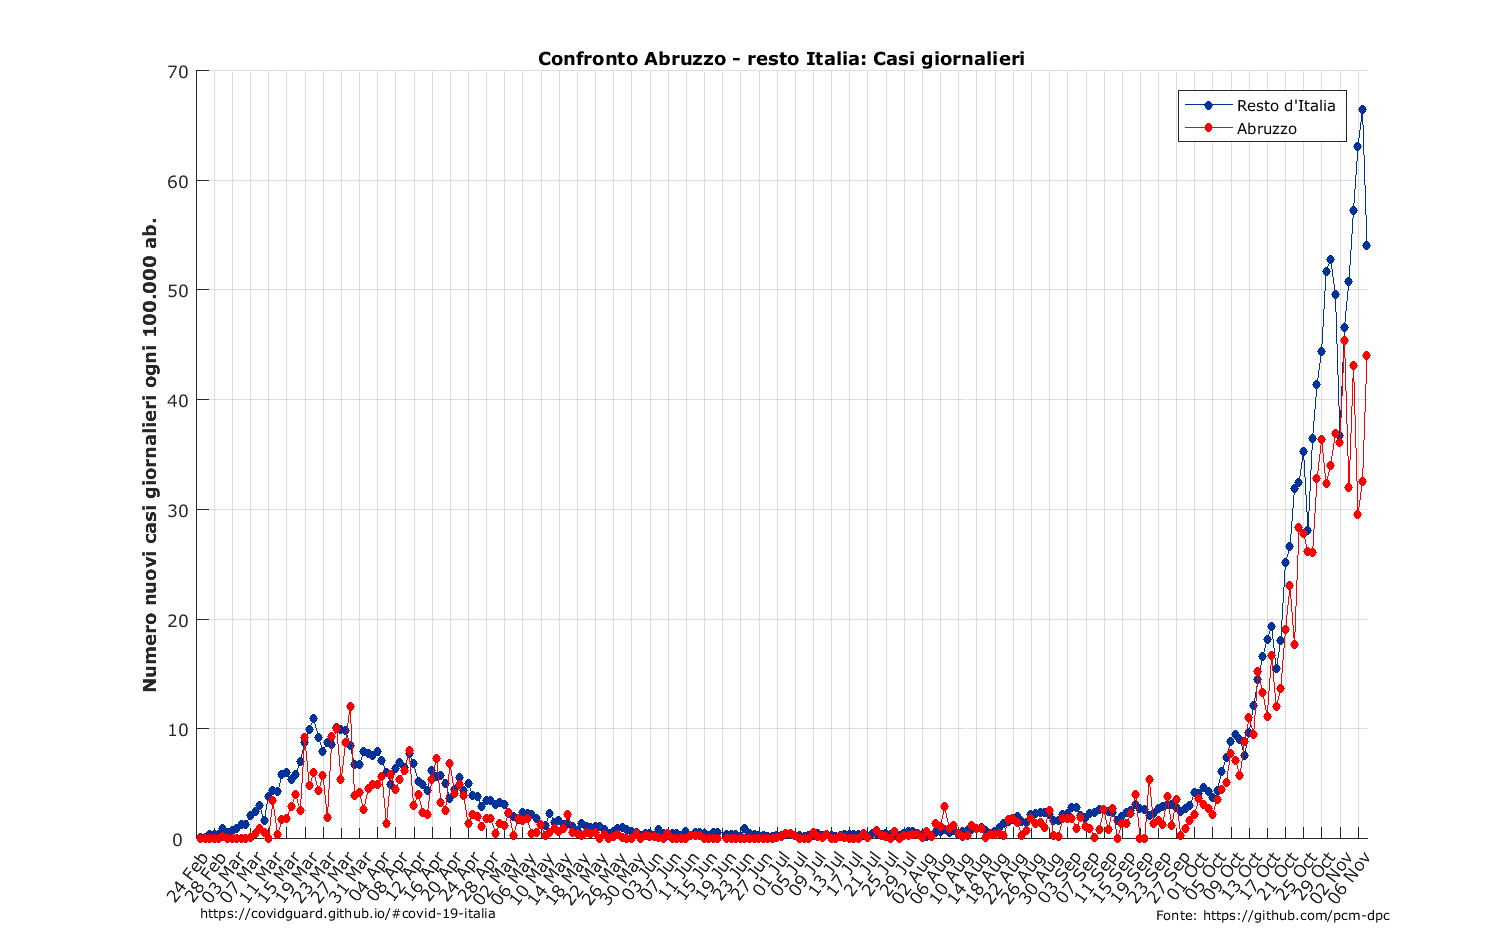 Confronto Abruzzo - resto Italia: Casi giornalieri
Resto d'Italia
Abruzzo
Numero nuovi casi giornalieri ogni 100.000 ab.
70
60
50
40
30
20
10
0
24 Feb
28 Feb
03 Mar
07 Mar
11 Mar
15 Mar
19 Mar
23 Mar
27 Mar
31 Mar
04 Apr
08 Apr
12 Apr
16 Apr
20 Apr
24 Apr
28 Apr
02 May
06 May
10 May
14 May
18 May
22 May
26 May
30 May
03 Jun
07 Jun
11 Jun
15 Jun
19 Jun
23 Jun
27 Jun
01 Jul
05 Jul
09 Jul
13 Jul
17 Jul
21 Jul
25 Jul
29 Jul
02 Aug
06 Aug
10 Aug
14 Aug
18 Aug
22 Aug
26 Aug
30 Aug
03 Sep
07 Sep
11 Sep
15 Sep
19 Sep
23 Sep
27 Sep
01 Oct
05 Oct
09 Oct
13 Oct
17 Oct
21 Oct
25 Oct
29 Oct
02 Nov
06 Nov
https://covidguard.github.io/#covid-19-italia
Fonte: https://github.com/pcm-dpc